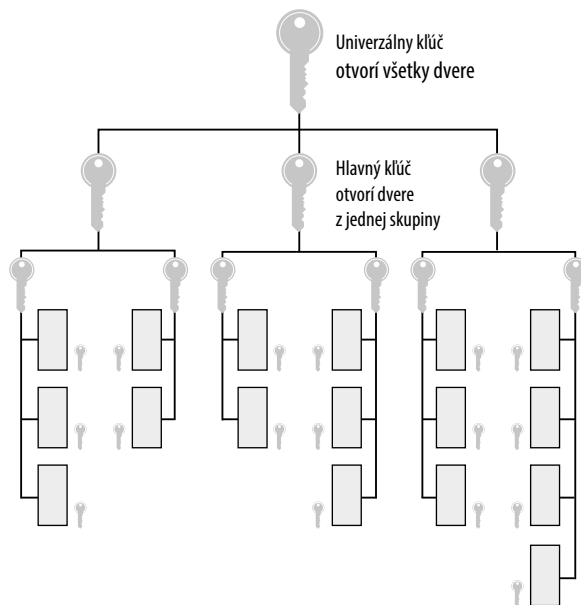 Univerzálny kľúč
otvorí všetky dvere
Hlavný kľúč
otvorí dvere
z jednej skupiny